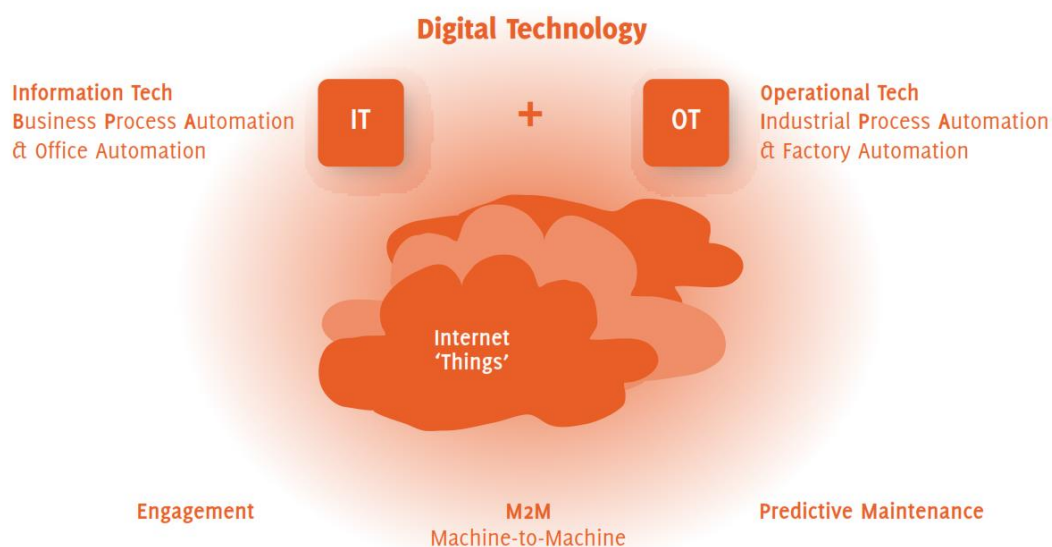 Digital Technology
Information Tech
Business Process Automation
& Office Automation
IT
+
OT
Operational Tech
Industrial Process Automation
& Factory Automation
Internet
‘Things’
Engagement
M2M
Machine-to-Machine
Predictive Maintenance